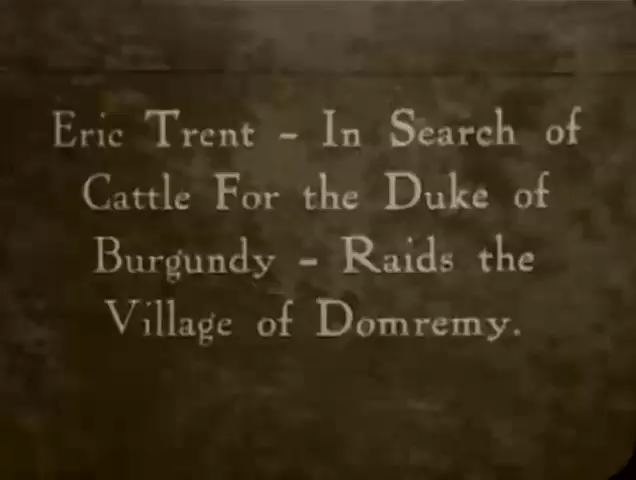 Eric Trent - In Search of
Cattle For the Duke of
Burgundy - Raids the
Village of Domremy.